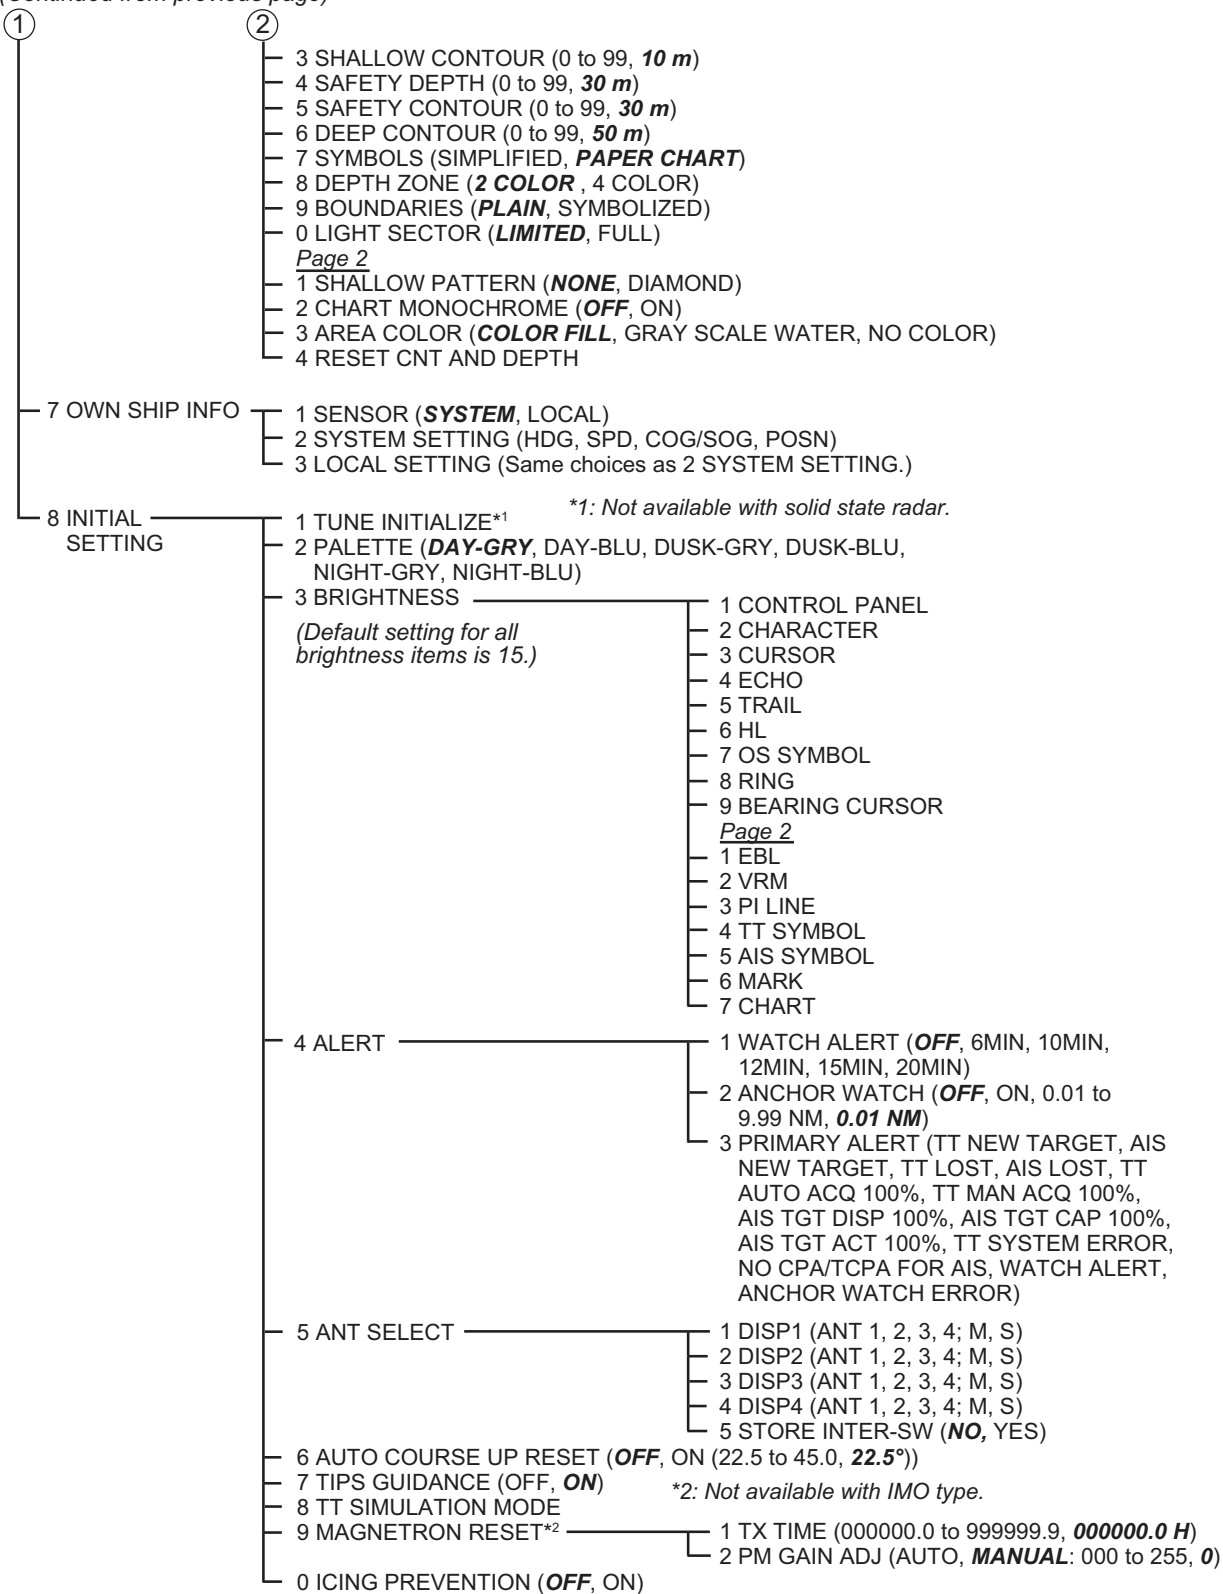 (Continued from previous page)
1 2
3 SHALLOW CONTOUR (0 to 99, 10 m)
4 SAFETY DEPTH (0 to 99, 30 m)
5 SAFETY CONTOUR (0 to 99, 30 m)
6 DEEP CONTOUR (0 to 99, 50 m)
7 SYMBOLS (SIMPLIFIED, PAPER CHART)
8 DEPTH ZONE (2 COLOR , 4 COLOR)
9 BOUNDARIES (PLAIN, SYMBOLIZED)
0 LIGHT SECTOR (LIMITED, FULL)
Page 2
1 SHALLOW PATTERN (NONE, DIAMOND)
2 CHART MONOCHROME (OFF, ON)
3 AREA COLOR (COLOR FILL, GRAY SCALE WATER, NO COLOR)
4 RESET CNT AND DEPTH
7 OWN SHIP INFO
1 SENSOR (SYSTEM, LOCAL)
2 SYSTEM SETTING (HDG, SPD, COG/SOG, POSN)
3 LOCAL SETTING (Same choices as 2 SYSTEM SETTING.)
8 INITIAL
SETTING
1 TUNE INITIALIZE*1
*1: Not available with solid state radar.
2 PALETTE (DAY-GRY, DAY-BLU, DUSK-GRY, DUSK-BLU,
NIGHT-GRY, NIGHT-BLU)
3 BRIGHTNESS
(Default setting for all
brightness items is 15.)
1 CONTROL PANEL
2 CHARACTER
3 CURSOR
4 ECHO
5 TRAIL
6 HL
7 OS SYMBOL
8 RING
9 BEARING CURSOR
Page 2
1 EBL
2 VRM
3 PI LINE
4 TT SYMBOL
5 AIS SYMBOL
6 MARK
7 CHART
4 ALERT
1 WATCH ALERT (OFF, 6MIN, 10MIN,
12MIN, 15MIN, 20MIN)
2 ANCHOR WATCH (OFF, ON, 0.01 to
9.99 NM, 0.01 NM)
3 PRIMARY ALERT (TT NEW TARGET, AIS
NEW TARGET, TT LOST, AIS LOST, TT
AUTO ACQ 100%, TT MAN ACQ 100%,
AIS TGT DISP 100%, AIS TGT CAP 100%,
AIS TGT ACT 100%, TT SYSTEM ERROR,
NO CPA/TCPA FOR AIS, WATCH ALERT,
ANCHOR WATCH ERROR)
5 ANT SELECT
1 DISP1 (ANT 1, 2, 3, 4; M, S)
2 DISP2 (ANT 1, 2, 3, 4; M, S)
3 DISP3 (ANT 1, 2, 3, 4; M, S)
4 DISP4 (ANT 1, 2, 3, 4; M, S)
5 STORE INTER-SW (NO, YES)
6 AUTO COURSE UP RESET (OFF, ON (22.5 to 45.0, 22.5°))
7 TIPS GUIDANCE (OFF, ON)
*2: Not available with IMO type.
8 TT SIMULATION MODE
9 MAGNETRON RESET*2
1 TX TIME (000000.0 to 999999.9, 000000.0 H)
2 PM GAIN ADJ (AUTO, MANUAL: 000 to 255, 0)
0 ICING PREVENTION (OFF, ON)